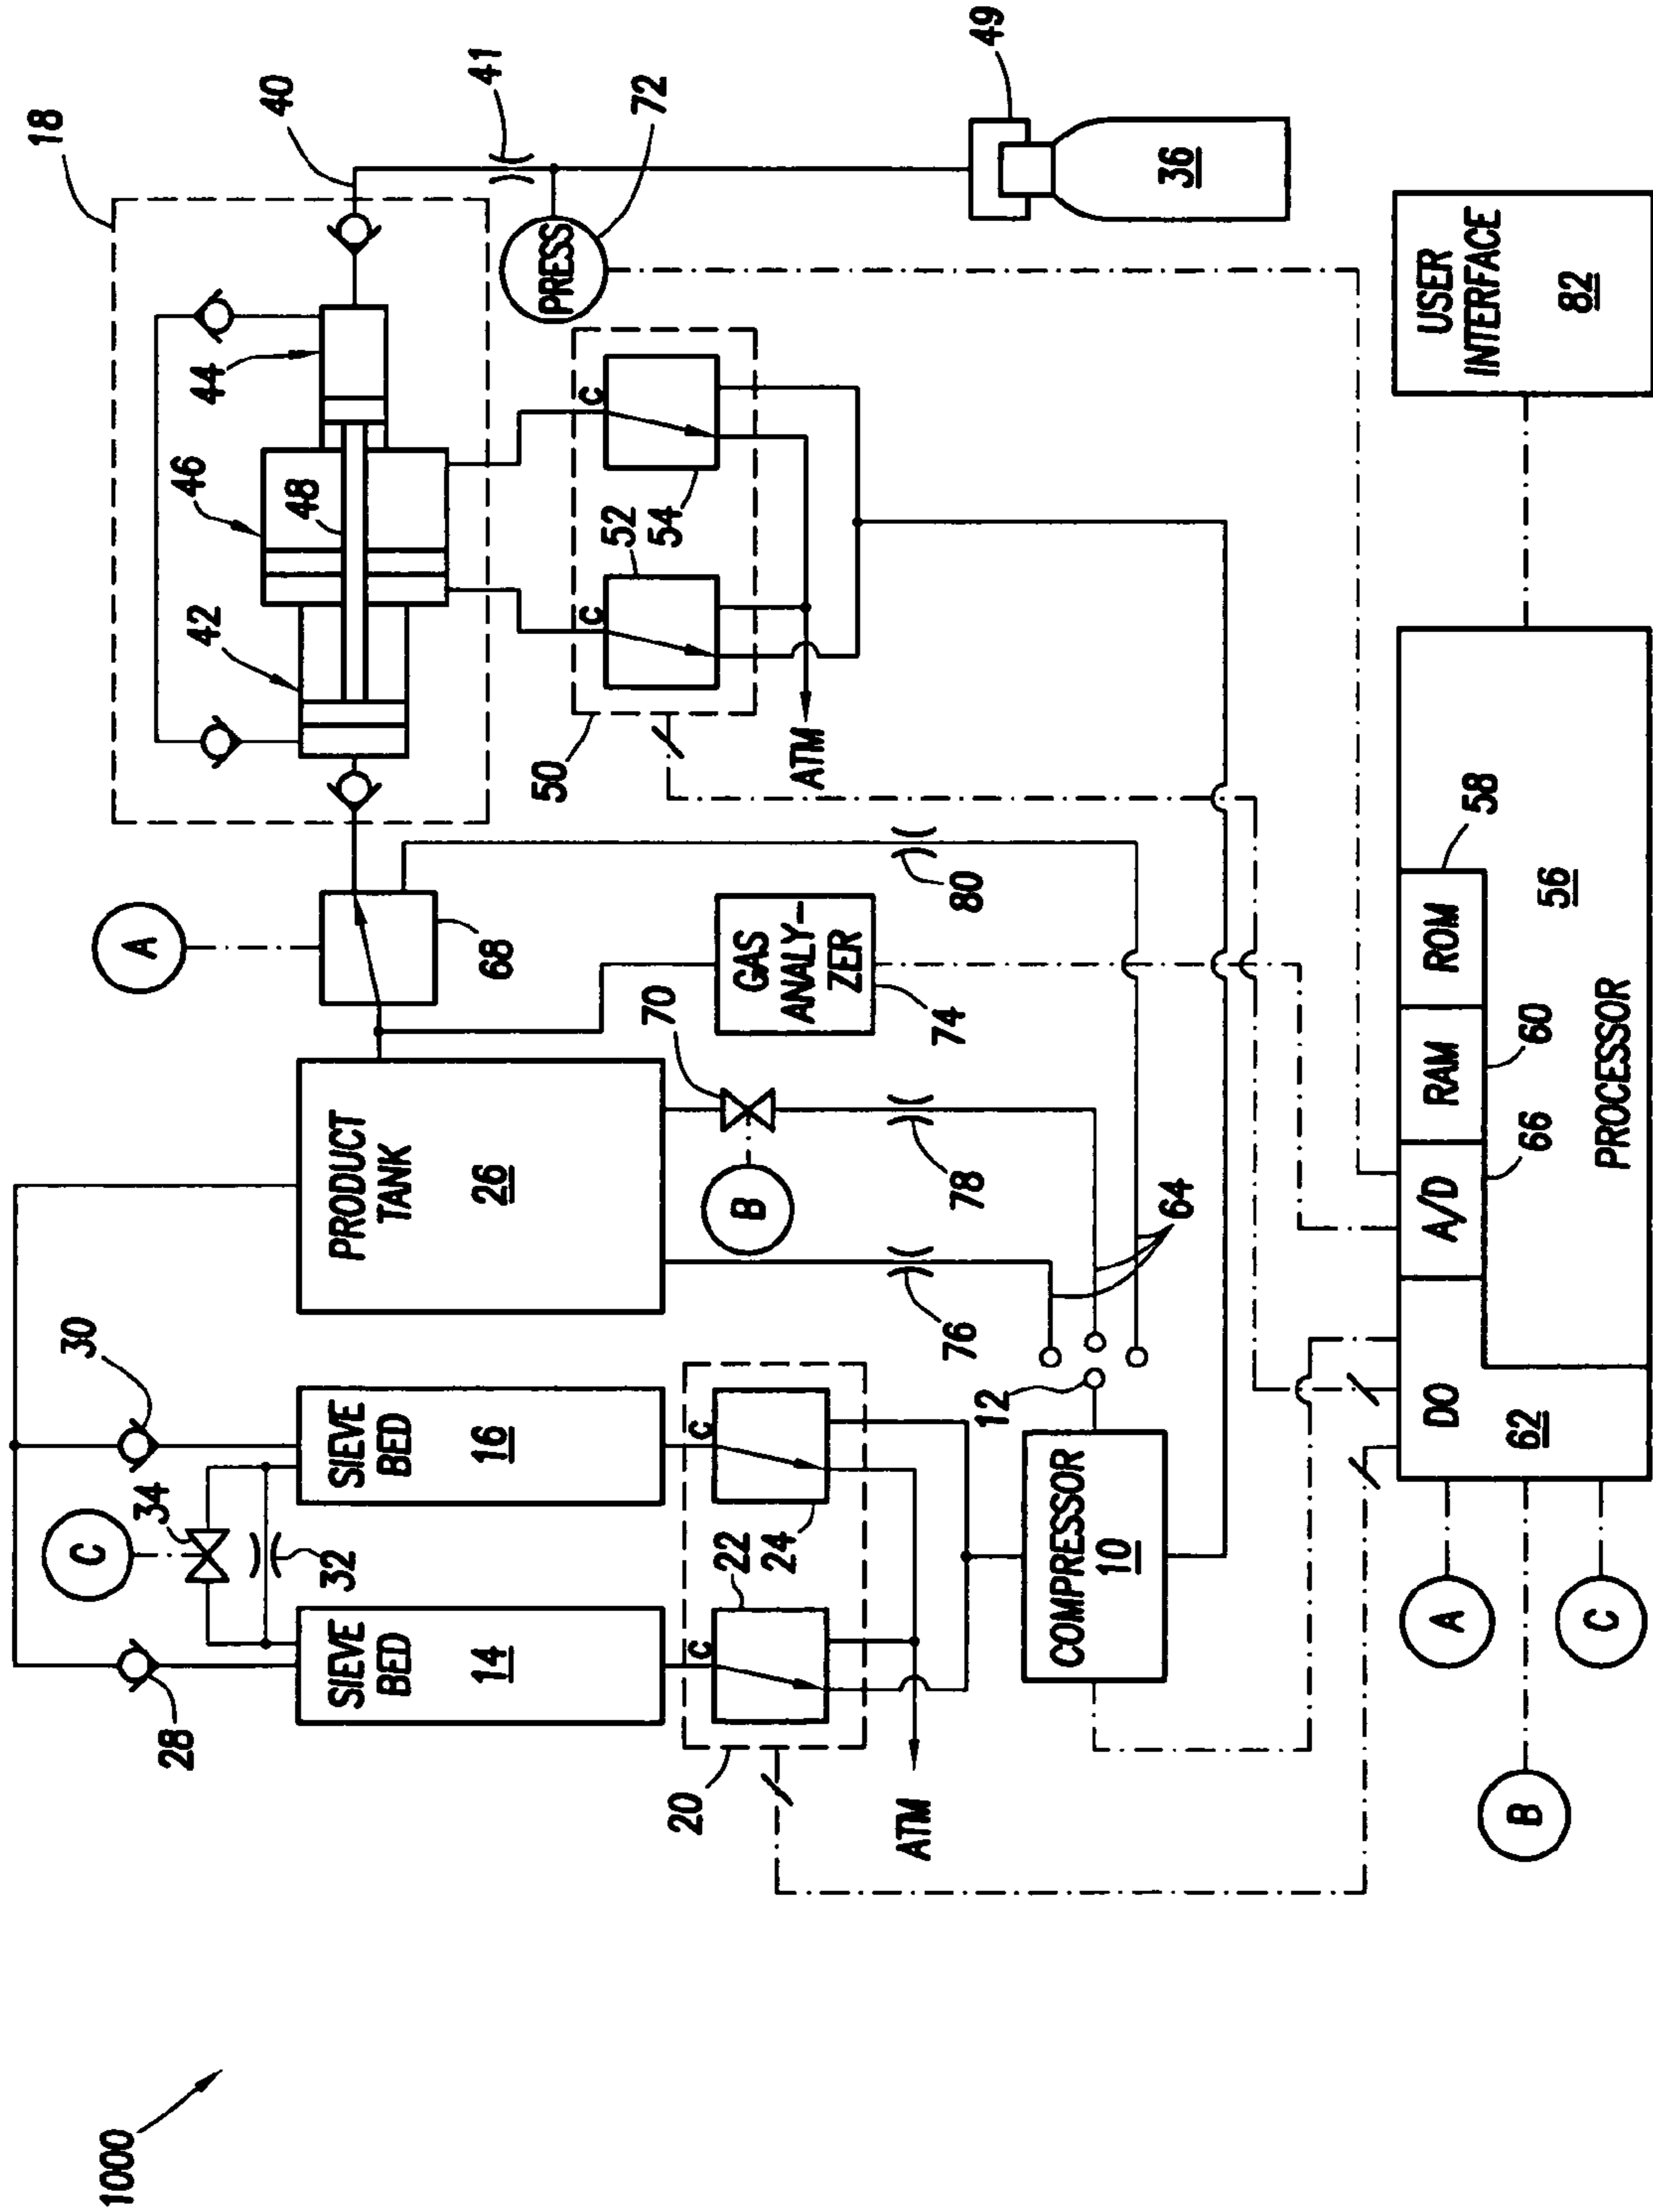 1000
18
40
41
72
49
36
PRESS
44
46
48
42
50
52
54
C
C
ATM
A
68
80
GAS
ANALY-
ZER
74
70
B
78
76
64
PRODUCT
TANK
26
30
34
C
32
28
SIEVE
BED
16
SIEVE
BED
14
C
C
22
24
20
ATM
12
COMPRESSOR
10
USER
INTERFACE
82
58
56
ROM
RAM
60
A/D
66
PROCESSOR
DO
62
A
B
C